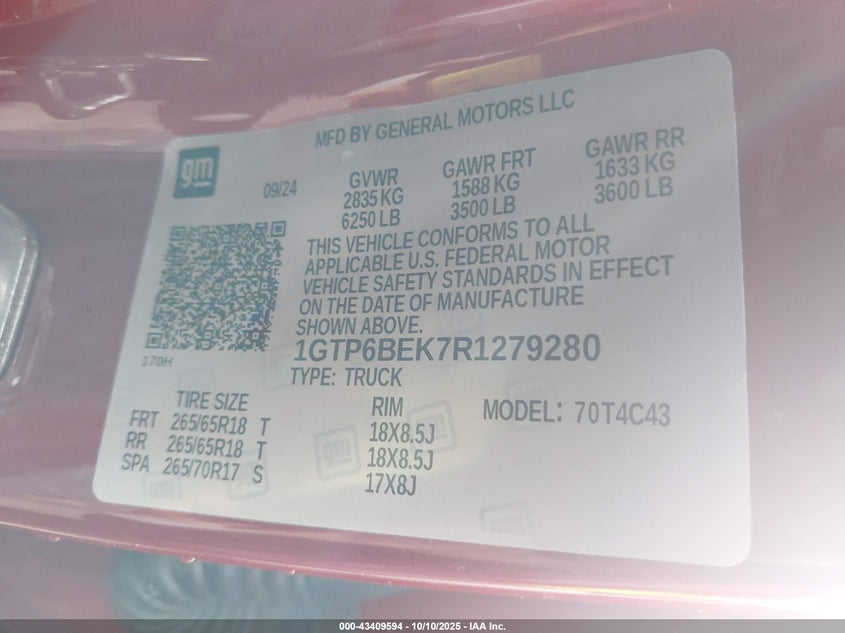 MFD BY GENERAL MOTORS LLC
gm
09/24
GVWR GAWR FRT GAWR RR
2835 KG 1588 KG 1633 KG
6250 LB 3500 LB 3600 LB
THIS VEHICLE CONFORMS TO ALL
APPLICABLE U.S. FEDERAL MOTOR
VEHICLE SAFETY STANDARDS IN EFFECT
ON THE DATE OF MANUFACTURE
SHOWN ABOVE.
170H
1GTP6BEK7R1279280
TYPE: TRUCK
TIRE SIZE RIM MODEL: 70T4C43
FRT 265/65R18 T 18X8.5J
RR 265/65R18 T 18X8.5J
SPA 265/70R17 S 17X8J
000-43409594 - 10/10/2025 - IAA Inc.